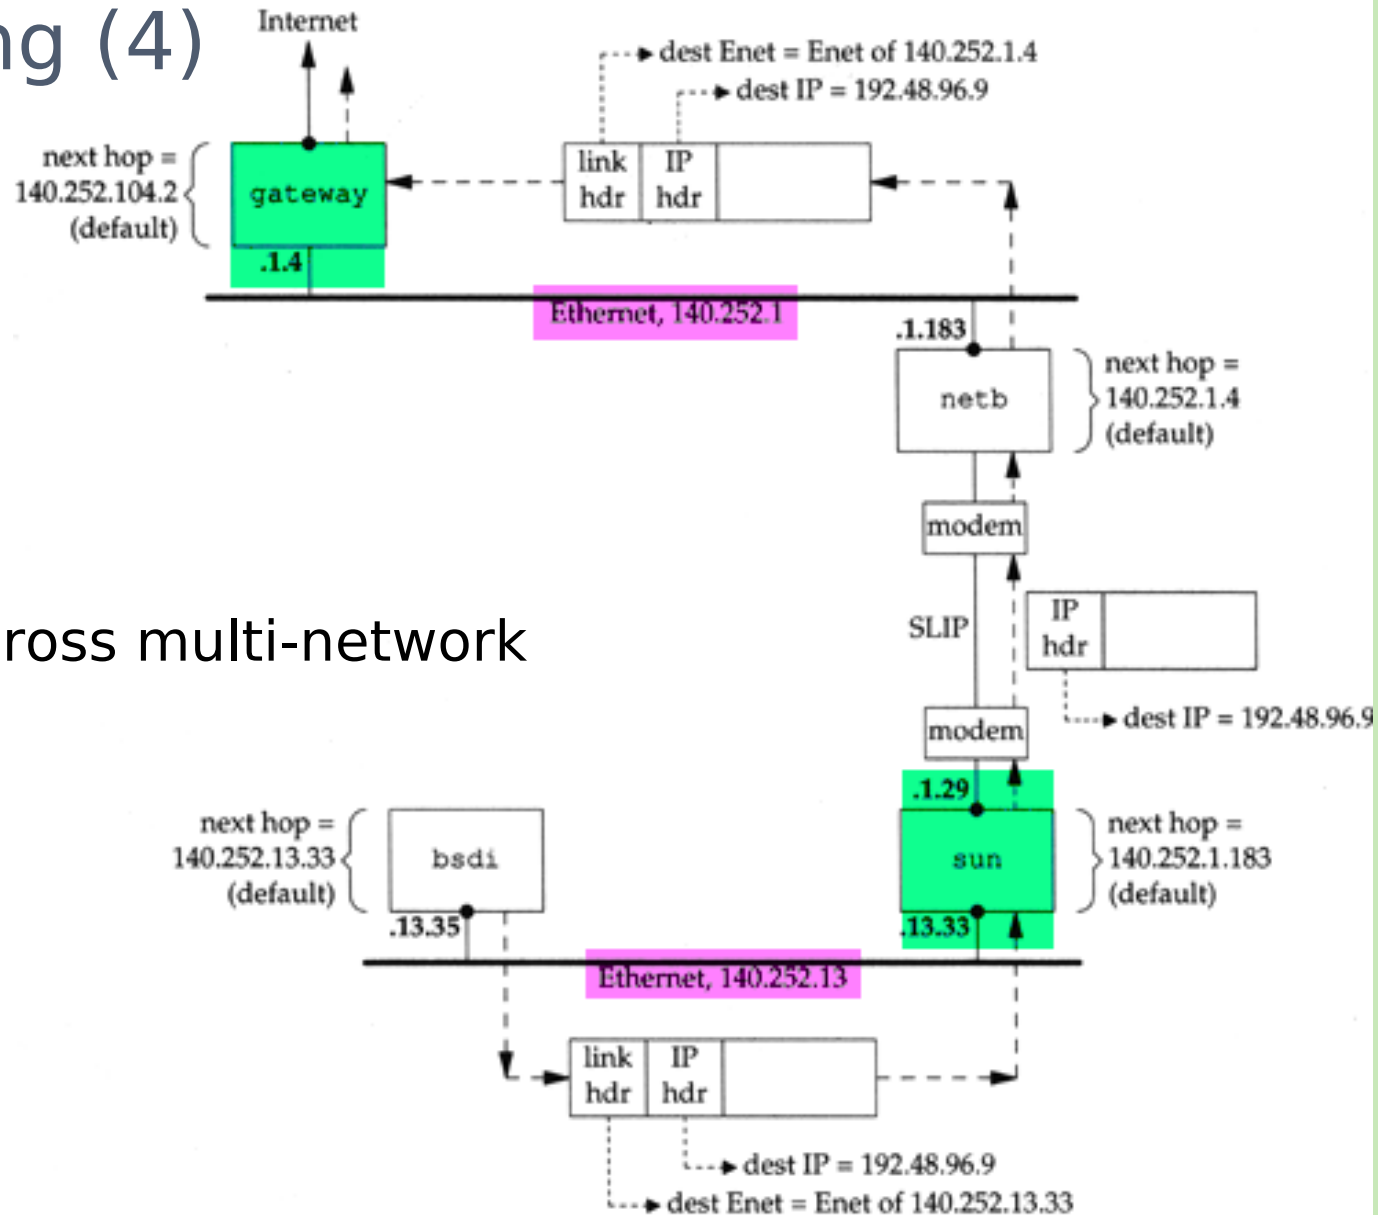 ng (4)
Internet
dest Enet = Enet of 140.252.1.4
dest IP = 192.48.96.9
next hop =
140.252.104.2
(default)
gateway
link
hdr
IP
hdr
.1.4
Ethernet, 140.252.1
.1.183
netb
next hop =
140.252.1.4
(default)
modem
SLIP
IP
hdr
ross multi-network
modem
dest IP = 192.48.96.9
.1.29
next hop =
140.252.13.33
(default)
bsdi
sun
next hop =
140.252.1.183
(default)
.13.35
.13.33
Ethernet, 140.252.13
link
hdr
IP
hdr
dest IP = 192.48.96.9
dest Enet = Enet of 140.252.13.33